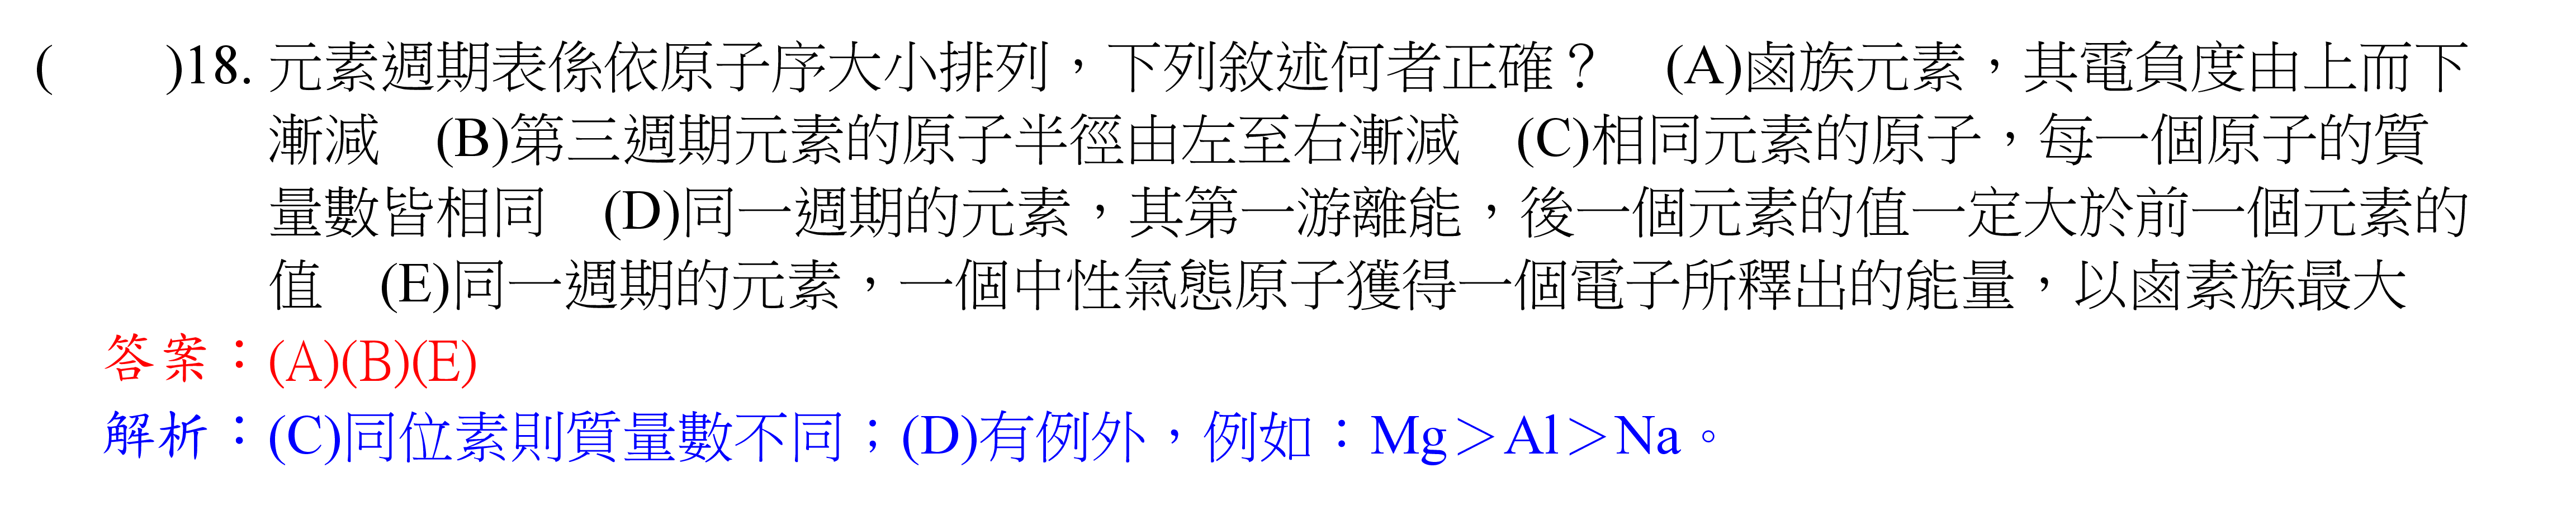 (　　)18. 元素週期表係依原子序大小排列，下列敘述何者正確？　(A)鹵族元素，其電負度由上而下
漸減　(B)第三週期元素的原子半徑由左至右漸減　(C)相同元素的原子，每一個原子的質
量數皆相同　(D)同一週期的元素，其第一游離能，後一個元素的值一定大於前一個元素的
值　(E)同一週期的元素，一個中性氣態原子獲得一個電子所釋出的能量，以鹵素族最大
答案：(A)(B)(E)
解析：(C)同位素則質量數不同；(D)有例外，例如：Mg＞Al＞Na。